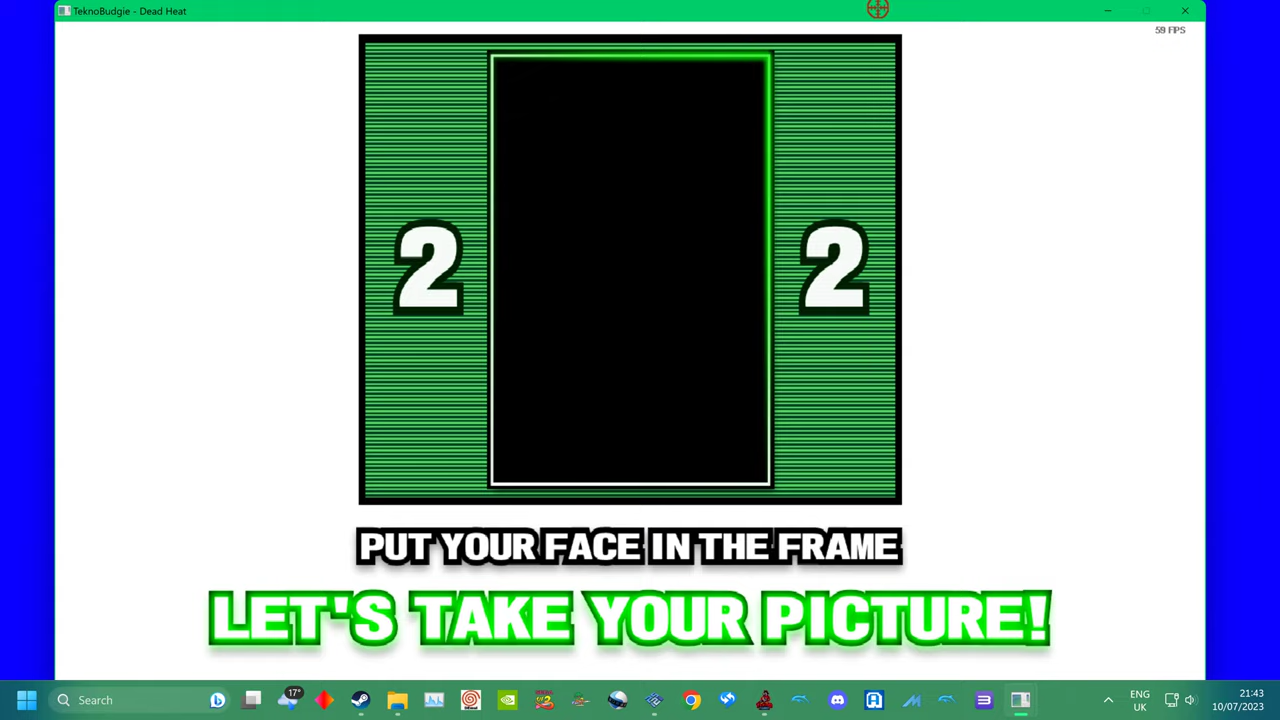 TeknoBudgie - Dead Heat
59 FPS
2 2
PUT YOUR FACE IN THE FRAME
LET'S TAKE YOUR PICTURE!
17°
Search
ENG
UK
21:43
10/07/2023